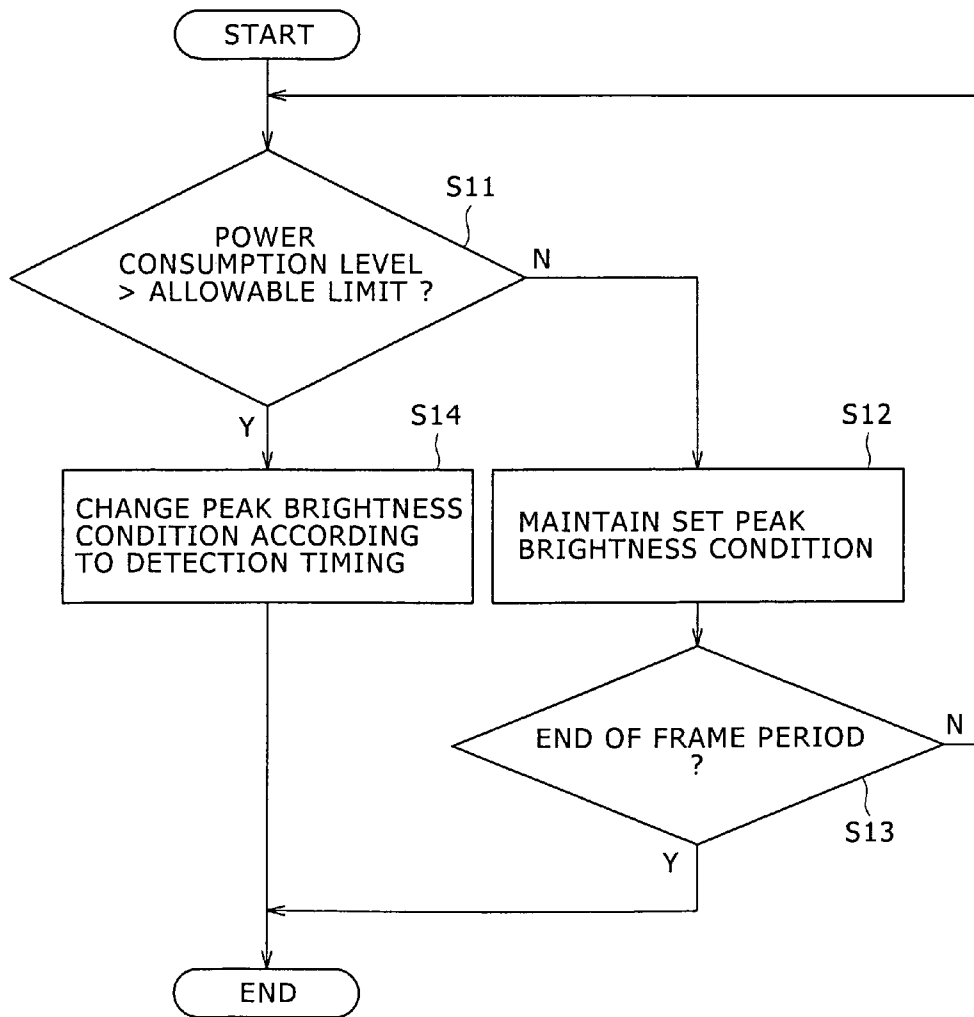 START
S11
POWER
CONSUMPTION LEVEL
> ALLOWABLE LIMIT ?
N
Y
S14
S12
CHANGE PEAK BRIGHTNESS
CONDITION ACCORDING
TO DETECTION TIMING
MAINTAIN SET PEAK
BRIGHTNESS CONDITION
END OF FRAME PERIOD
?
N
S13
Y
END